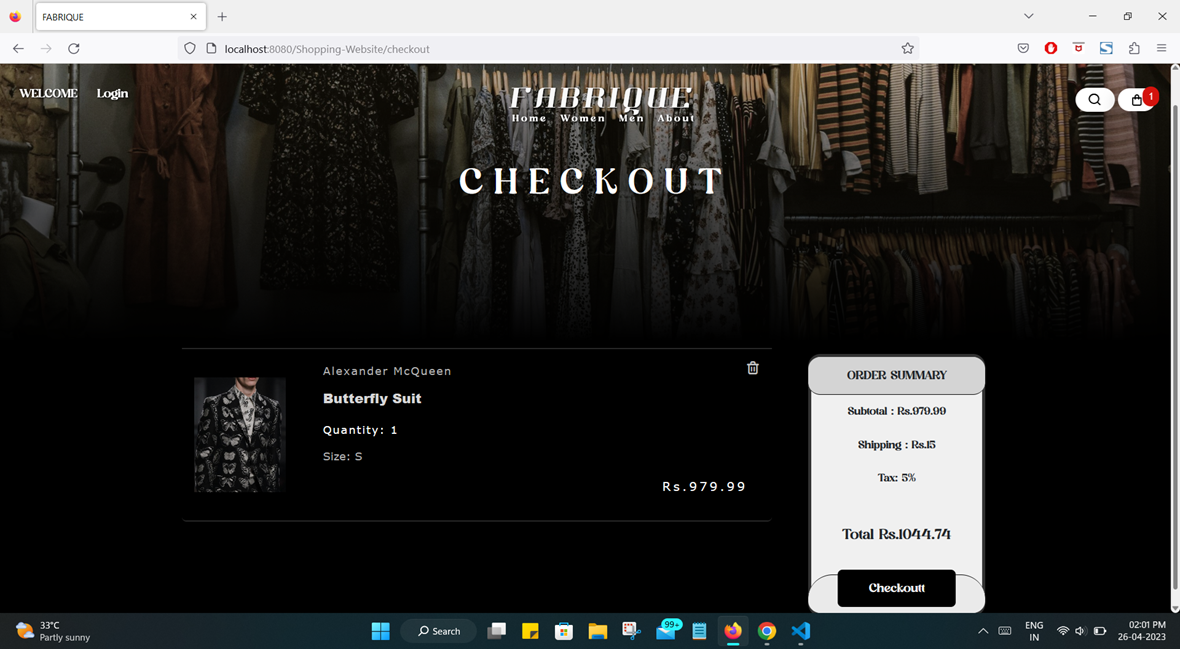 FABRIQUE
localhost:8080/Shopping-Website/checkout
WELCOME Login
FABRIQUE
Home Women Men About
1
CHECKOUT
Alexander McQueen
Butterfly Suit
Quantity: 1
Size: S
Rs.979.99
ORDER SUMMARY
Subtotal : Rs.979.99
Shipping : Rs.15
Tax: 5%
Total Rs.1044.74
Checkoutt
33°C
Partly sunny
Search
99+
ENG
IN
02:01 PM
26-04-2023